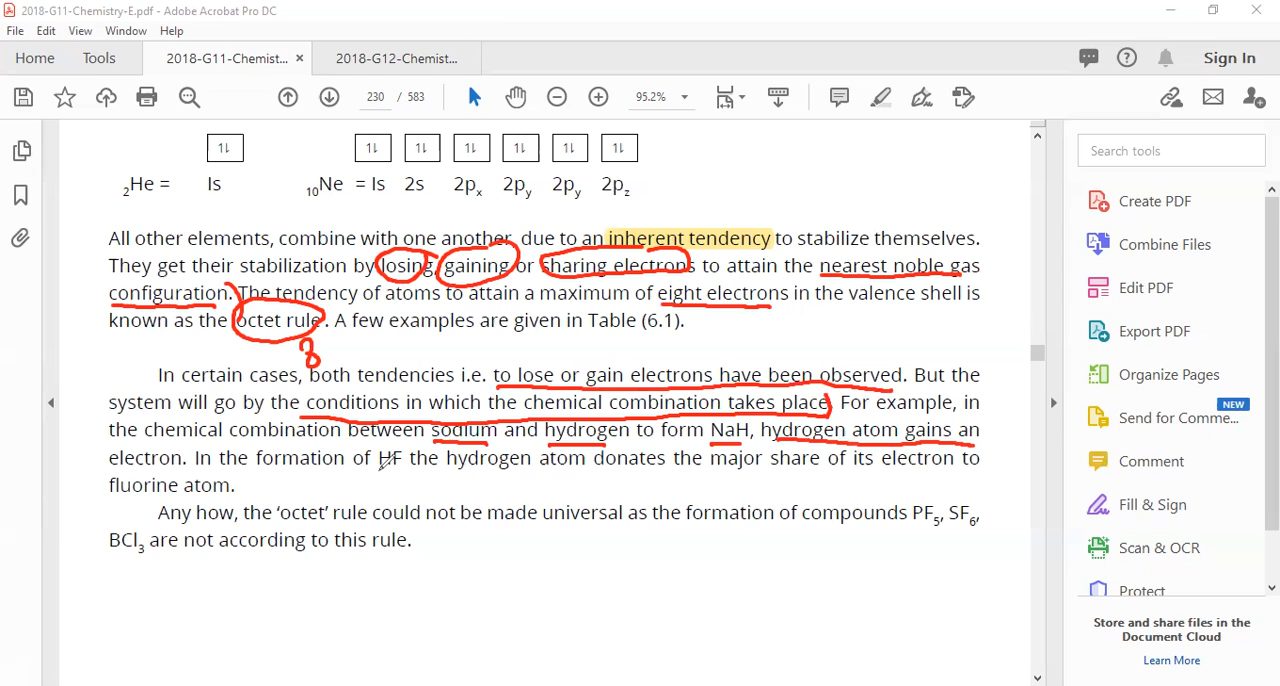 2018-G11-Chemistry-E.pdf - Adobe Acrobat Pro DC
File Edit View Window Help
Home Tools 2018-G11-Chemist... × 2018-G12-Chemist... Sign In
230 / 583 95.2%
1↓ 1↓ 1↓ 1↓ 1↓ 1↓ 1↓
₂He = Is ₁₀Ne = Is 2s 2pₓ 2pᵧ 2pᵧ 2p_z
All other elements, combine with one another, due to an inherent tendency to stabilize themselves.
They get their stabilization by losing, gaining or sharing electrons to attain the nearest noble gas
configuration. The tendency of atoms to attain a maximum of eight electrons in the valence shell is
known as the 'octet rule'. A few examples are given in Table (6.1).
8
In certain cases, both tendencies i.e. to lose or gain electrons have been observed. But the
system will go by the conditions in which the chemical combination takes place. For example, in
the chemical combination between sodium and hydrogen to form NaH, hydrogen atom gains an
electron. In the formation of HF the hydrogen atom donates the major share of its electron to
fluorine atom.
Any how, the ‘octet’ rule could not be made universal as the formation of compounds PF₅, SF₆,
BCl₃ are not according to this rule.
Search tools
Create PDF
Combine Files
Edit PDF
Export PDF
Organize Pages
NEW
Send for Comme...
Comment
Fill & Sign
Scan & OCR
Protect
Store and share files in the
Document Cloud
Learn More